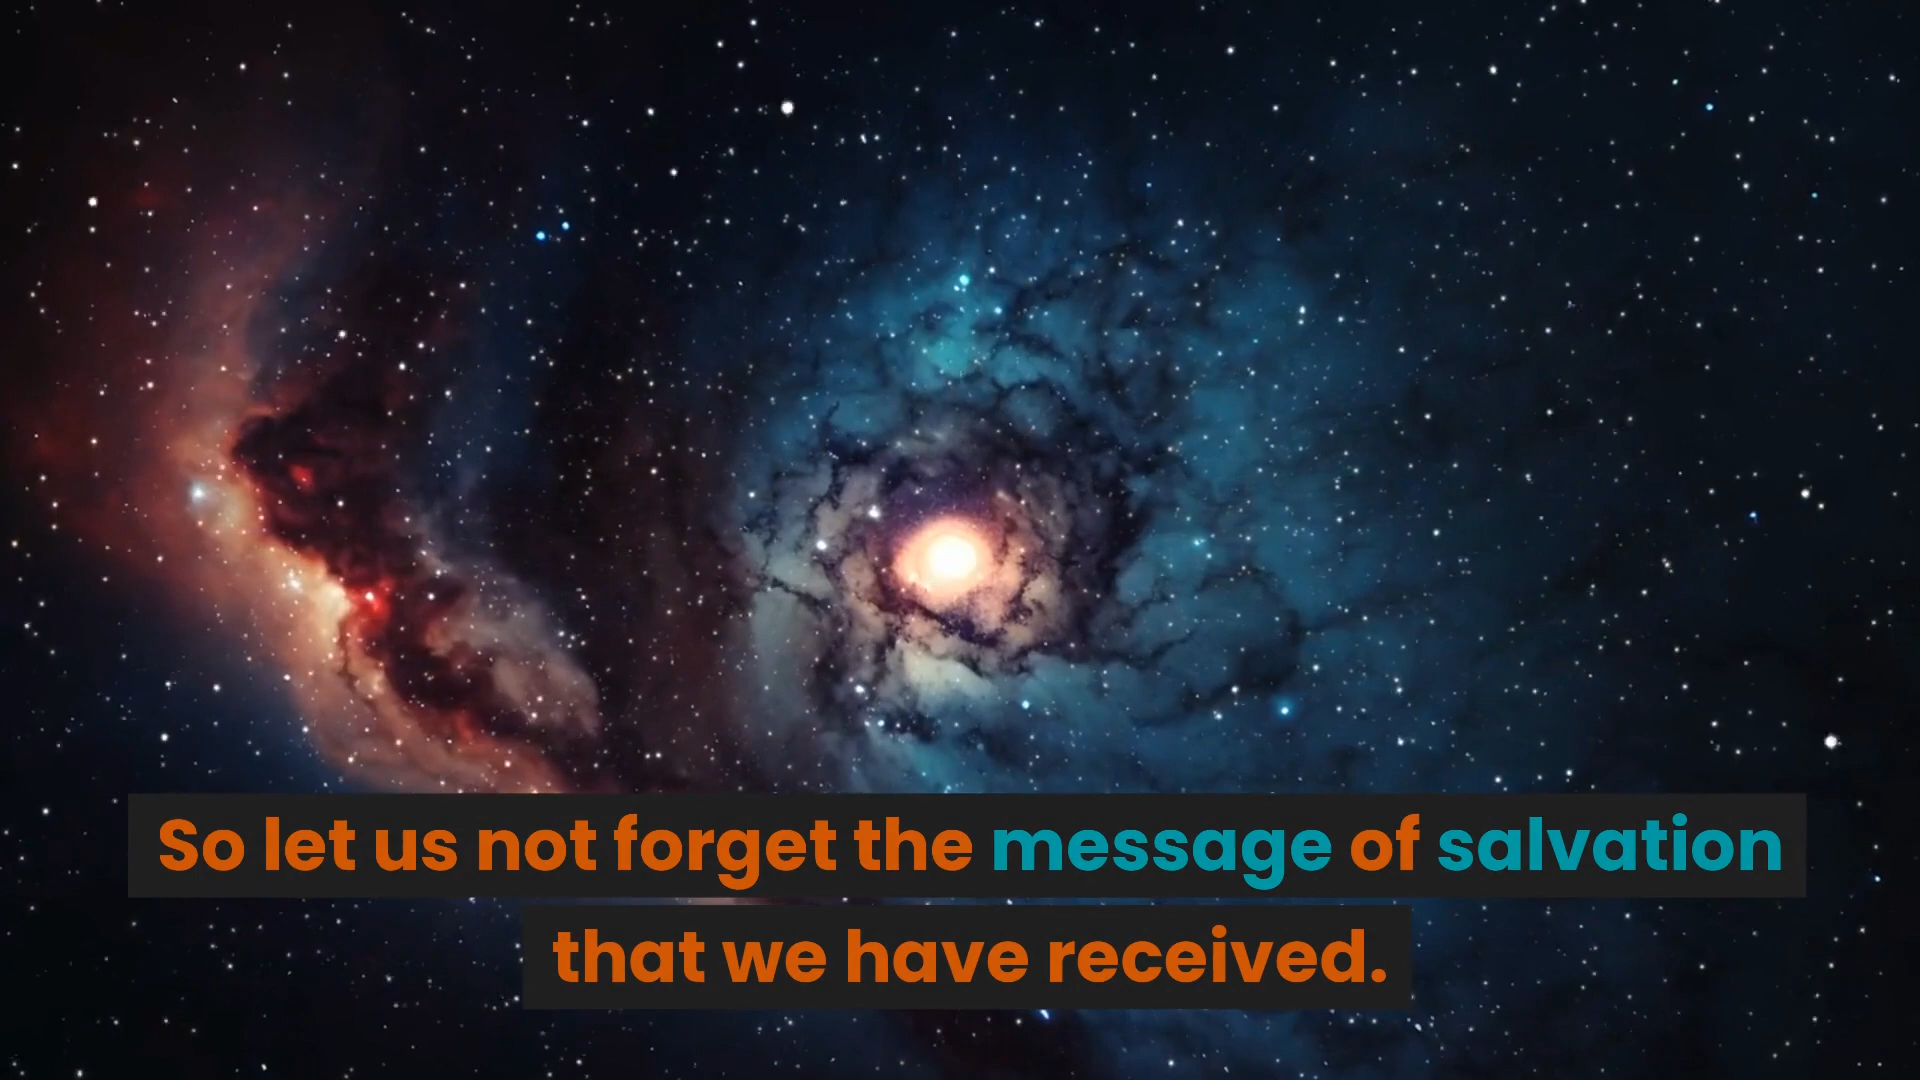 So let us not forget the message of salvation
that we have received.